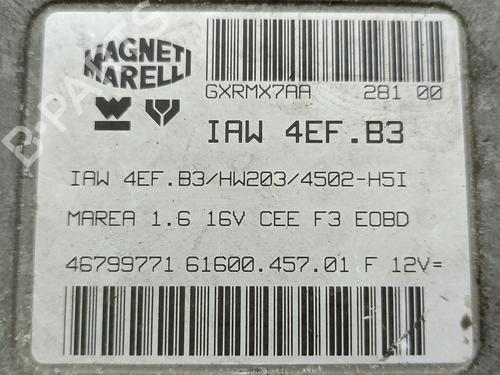 MAGNETI
MARELLI
GXRMX7AA 281 00
IAW 4EF.B3
IAW 4EF.B3/HW203/4502-H5I
MAREA 1.6 16V CEE F3 EOBD
46799771 61600.457.01 F 12V=
B-PARTS